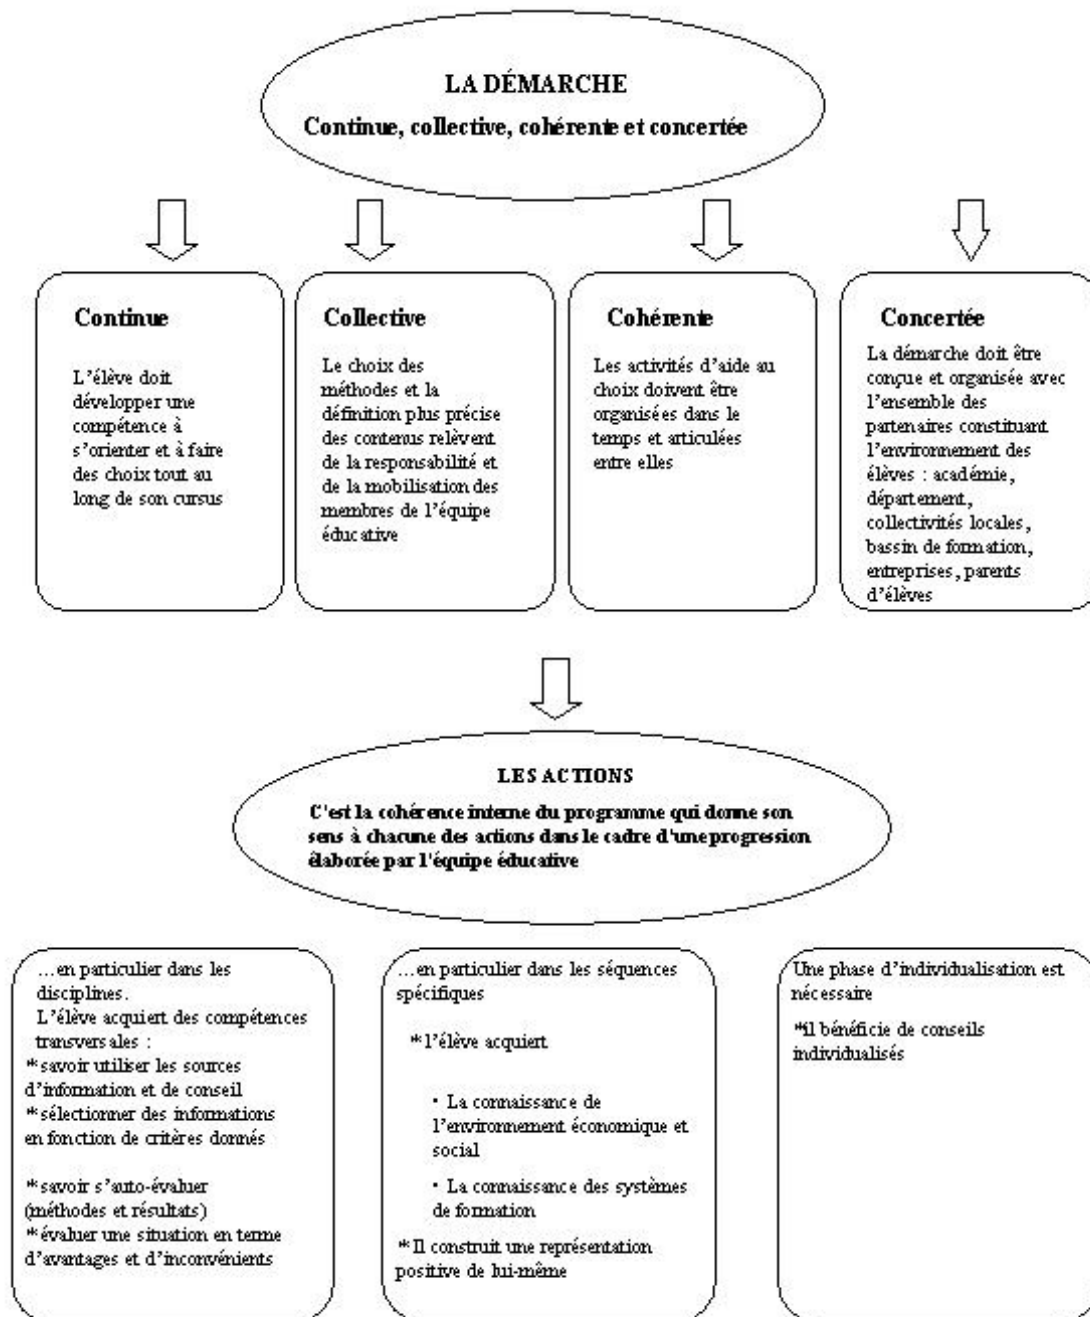 LA DÉMARCHE
Continue, collective, cohérente et concertée
Continue
L'élève doit
développer une
compétence à
s'orienter et à faire
des choix tout au
long de son cursus
Collective
Le choix des
méthodes et la
définition plus précise
des contenus relèvent
de la responsabilité et
de la mobilisation des
membres de l'équipe
éducative
Cohérente
Les activités d'aide au
choix doivent être
organisées dans le
temps et articulées
entre elles
Concertée
La démarche doit être
conçue et organisée avec
l'ensemble des
partenaires constituant
l'environnement des
élèves : académie,
département,
collectivités locales,
bassin de formation,
entreprises, parents
d'élèves
LES ACTIONS
C'est la cohérence interne du programme qui donne son
sens à chacune des actions dans le cadre d'une progression
élaborée par l'équipe éducative
...en particulier dans les
disciplines.
L'élève acquiert des compétences
transversales :
*savoir utiliser les sources
d'information et de conseil
*sélectionner des informations
en fonction de critères donnés
*savoir s'auto-évaluer
(méthodes et résultats)
*évaluer une situation en terme
d'avantages et d'inconvénients
...en particulier dans les séquences
spécifiques
*l'élève acquiert
• La connaissance de
l'environnement économique et
social
• La connaissance des systèmes
de formation
*Il construit une représentation
positive de lui-même
Une phase d'individualisation est
nécessaire
*il bénéficie de conseils
individualisés